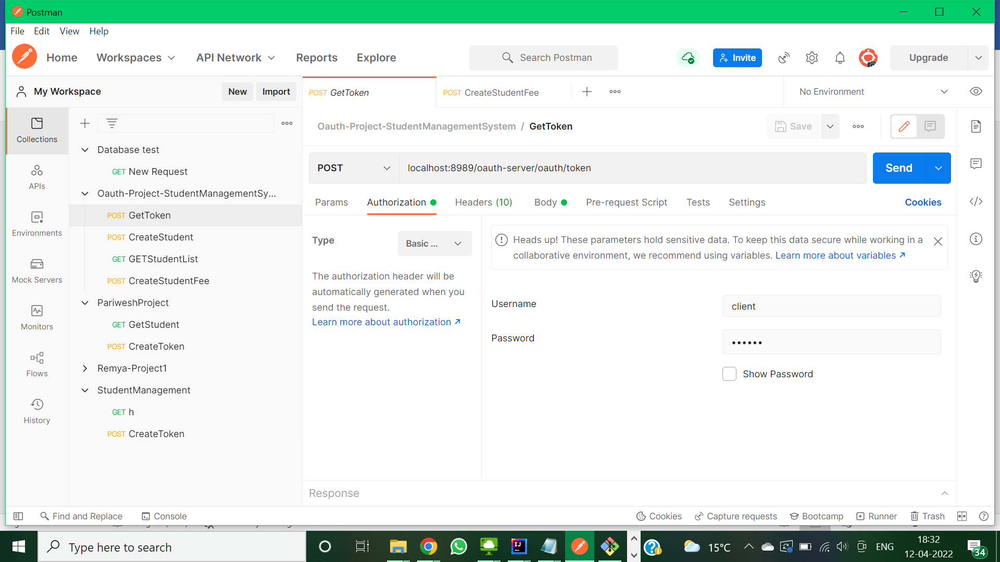 Postman
File Edit View Help
Home Workspaces API Network Reports Explore Search Postman Invite Upgrade
My Workspace New Import
POST GetToken POST CreateStudentFee No Environment
Collections
APIs
Environments
Mock Servers
Monitors
Flows
History
Database test
GET New Request
Oauth-Project-StudentManagementSy...
POST GetToken
POST CreateStudent
GET GETStudentList
POST CreateStudentFee
PariweshProject
GET GetStudent
POST CreateToken
Remya-Project1
StudentManagement
GET h
POST CreateToken
Oauth-Project-StudentManagementSystem / GetToken Save
POST localhost:8989/oauth-server/oauth/token Send
Params Authorization Headers (10) Body Pre-request Script Tests Settings Cookies
Type Basic ...
The authorization header will be
automatically generated when you
send the request.
Learn more about authorization
Heads up! These parameters hold sensitive data. To keep this data secure while working in a
collaborative environment, we recommend using variables. Learn more about variables
Username client
Password ••••••
Show Password
Response
Find and Replace Console Cookies Capture requests Bootcamp Runner Trash
Type here to search 15°C ENG 18:32
12-04-2022 34